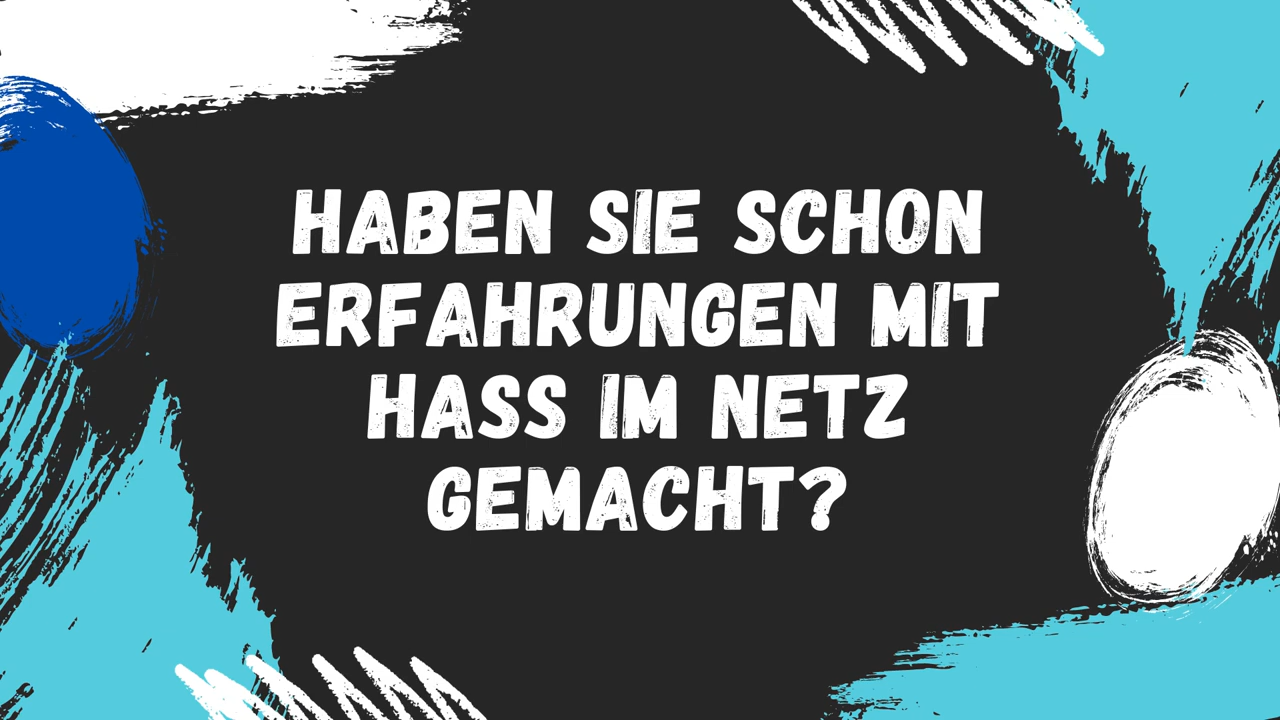 HABEN SIE SCHON
ERFAHRUNGEN MIT
HASS IM NETZ
GEMACHT?